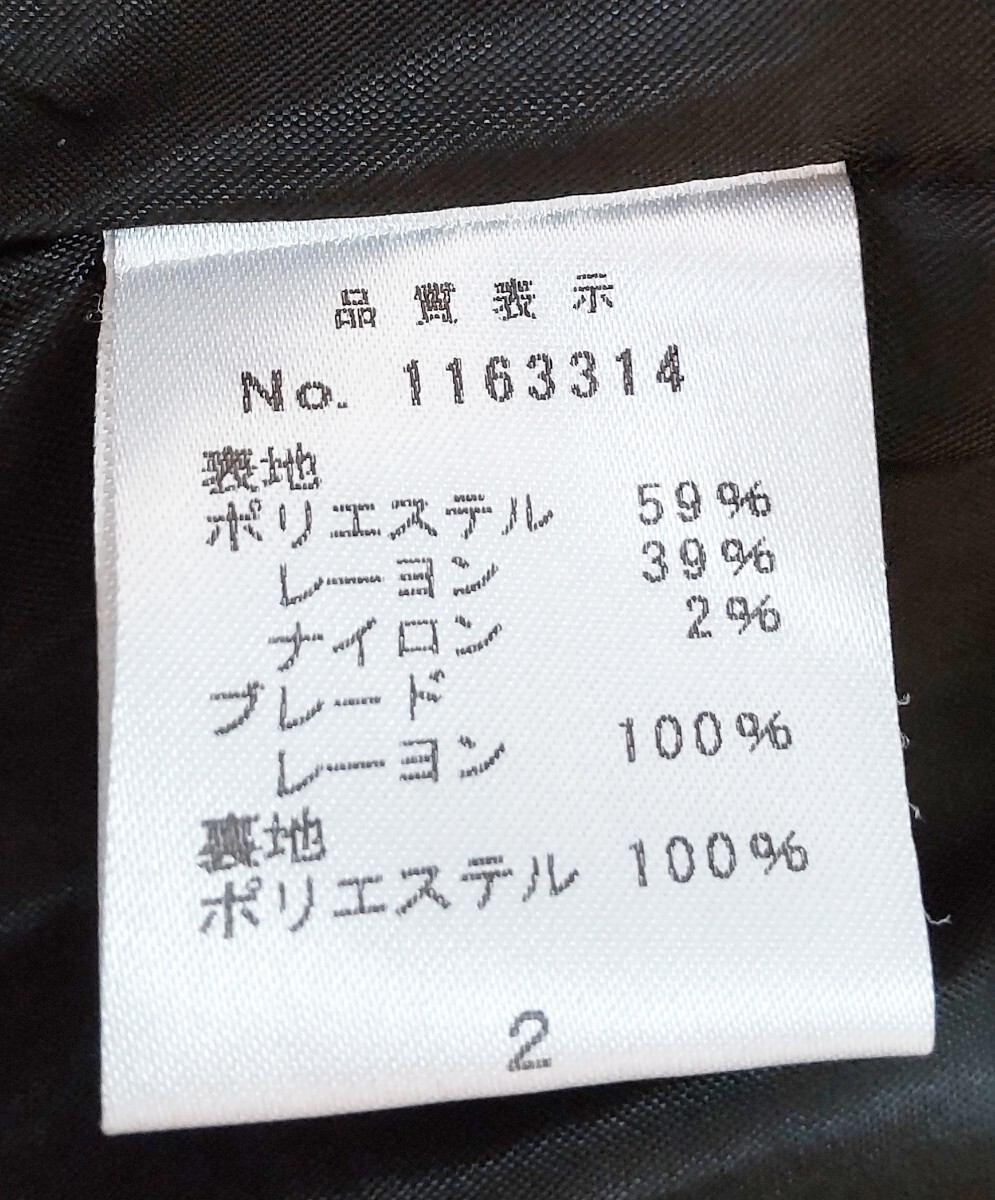 品質表示
No. 1163314
表地
ポリエステル 59%
レーヨン 39%
ナイロン 2%
ブレード
レーヨン 100%
裏地
ポリエステル 100%
2